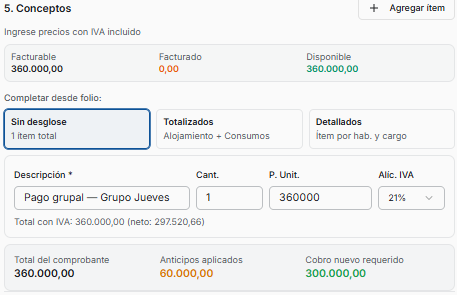 5. Conceptos
+ Agregar ítem
Ingrese precios con IVA incluido
Facturable Facturado Disponible
360.000,00 0,00 360.000,00
Completar desde folio:
Sin desglose Totalizados Detallados
1 ítem total Alojamiento + Consumos Ítem por hab. y cargo
Descripción * Cant. P. Unit. Alíc. IVA
Pago grupal — Grupo Jueves 1 360000 21%
Total con IVA: 360.000,00 (neto: 297.520,66)
Total del comprobante Anticipos aplicados Cobro nuevo requerido
360.000,00 60.000,00 300.000,00